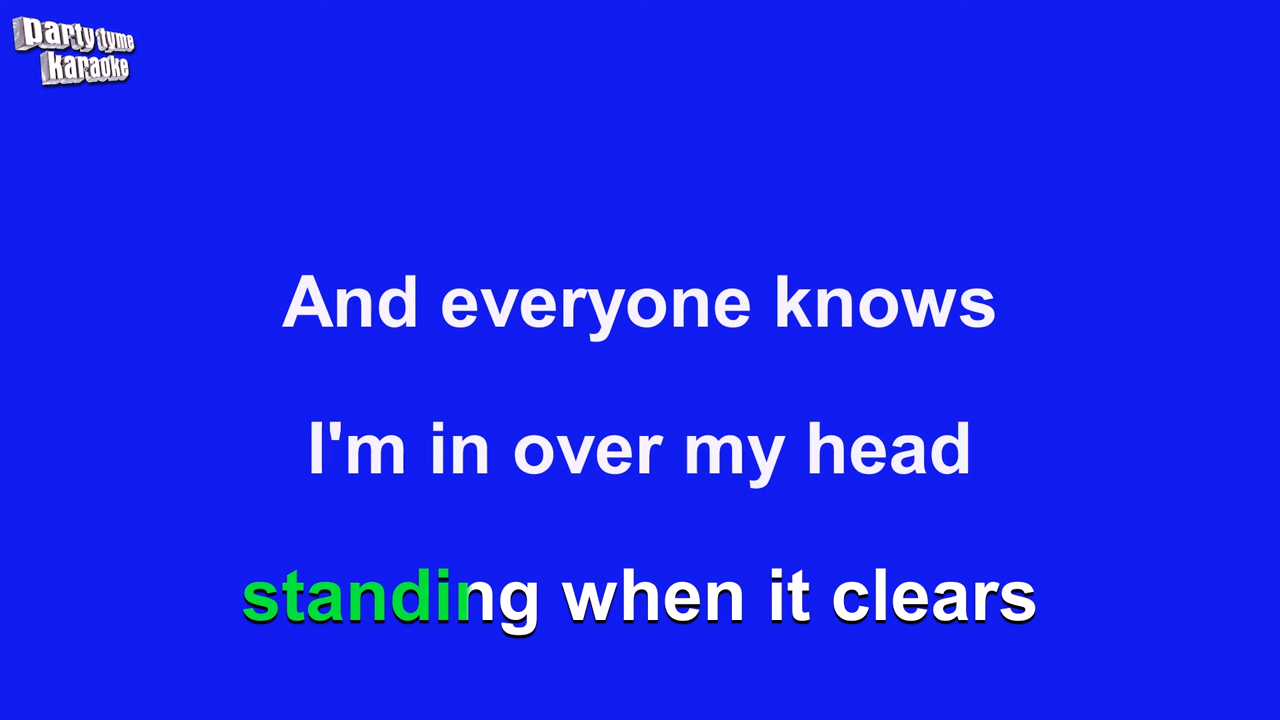 party tyme
karaoke
And everyone knows
I'm in over my head
standing when it clears